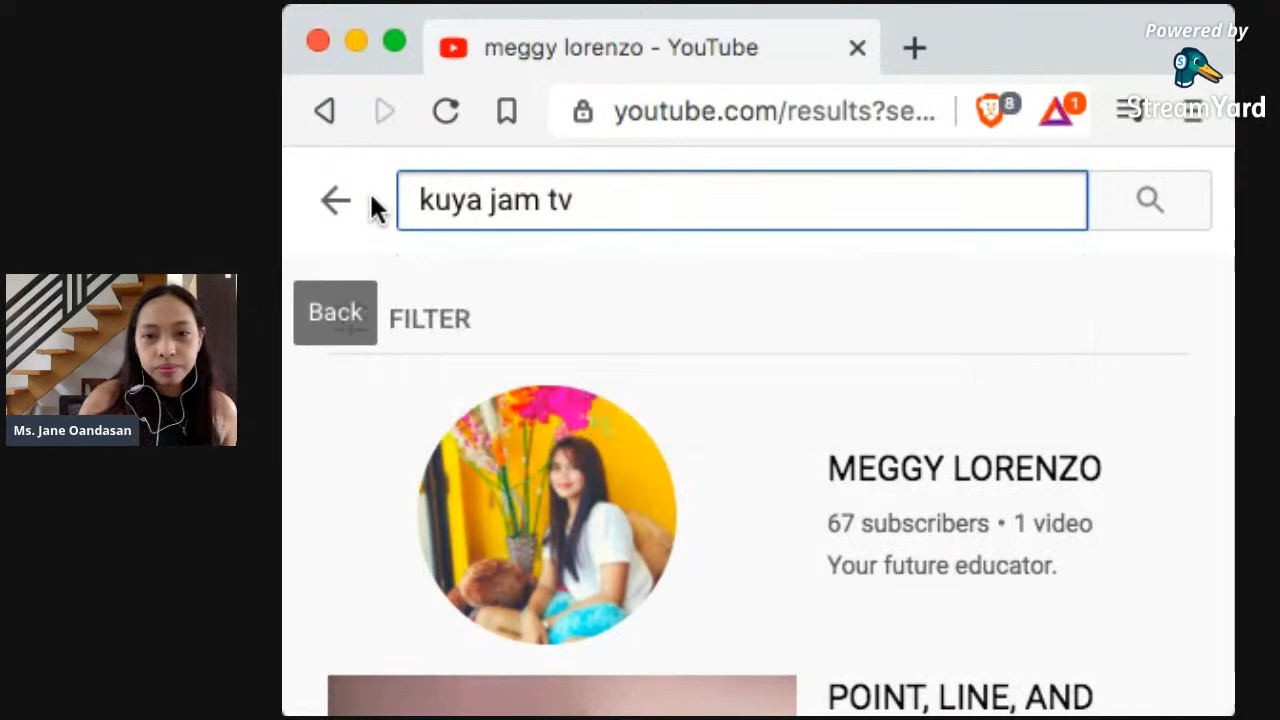 meggy lorenzo - YouTube
Powered by
youtube.com/results?se...
8
1
StreamYard
kuya jam tv
Back
FILTER
MEGGY LORENZO
67 subscribers • 1 video
Your future educator.
Ms. Jane Oandasan
POINT, LINE, AND